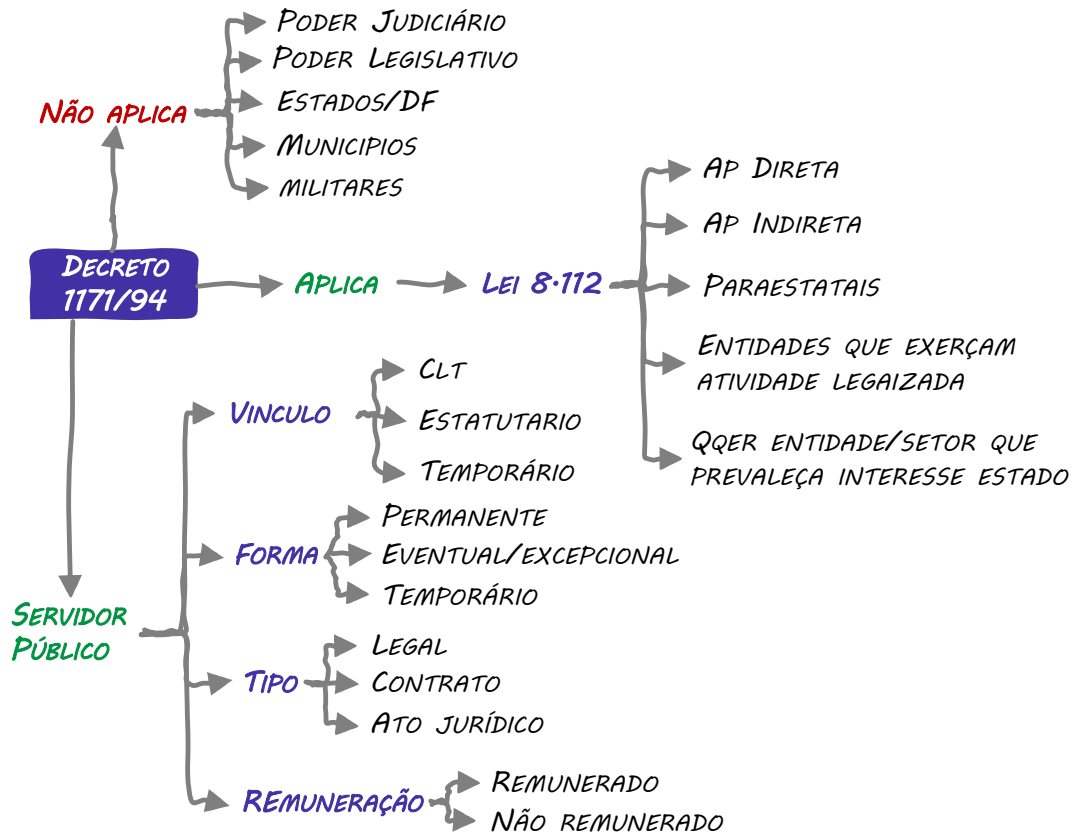 Poder Judiciário
Poder Legislativo
Não aplica
Estados/DF
Municipios
militares
Decreto
1171/94
Aplica
Lei 8.112
Ap Direta
Ap Indireta
Paraestatais
Entidades que exerçam
atividade legaizada
Qqer entidade/setor que
prevaleça interesse estado
Servidor
Público
Vinculo
Clt
Estatutario
Temporário
Forma
Permanente
Eventual/excepcional
Temporário
Tipo
Legal
Contrato
Ato jurídico
REmuneração
Remunerado
Não remunerado